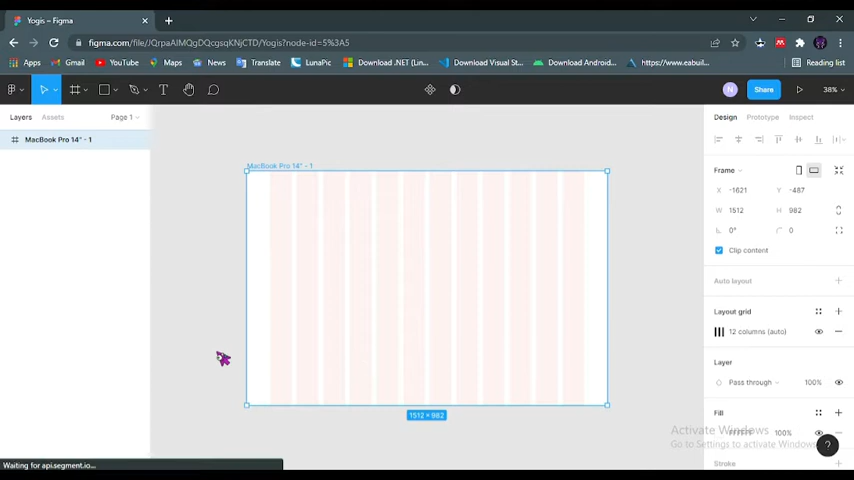 Yogis – Figma
figma.com/file/JQrpaAIMgDQcgsqKNjCTD/Yogis?node-id=5%3A5
Apps Gmail YouTube Maps News Translate LunaPic Download .NET (Lin... Download Visual St... Download Android... https://www.eabuil... Reading list
N Share 38%
Layers Assets Page 1 Design Prototype Inspect
MacBook Pro 14" - 1
MacBook Pro 14" - 1
Frame
X -1621 Y -487
W 1512 H 982
0° 0
Clip content
Auto layout
Layout grid
12 columns (auto)
Layer
Pass through 100%
1512 × 982
Fill
FFFFFF 100%
Activate Windows
Go to Settings to activate Windows.
?
Stroke
Waiting for api.segment.io...